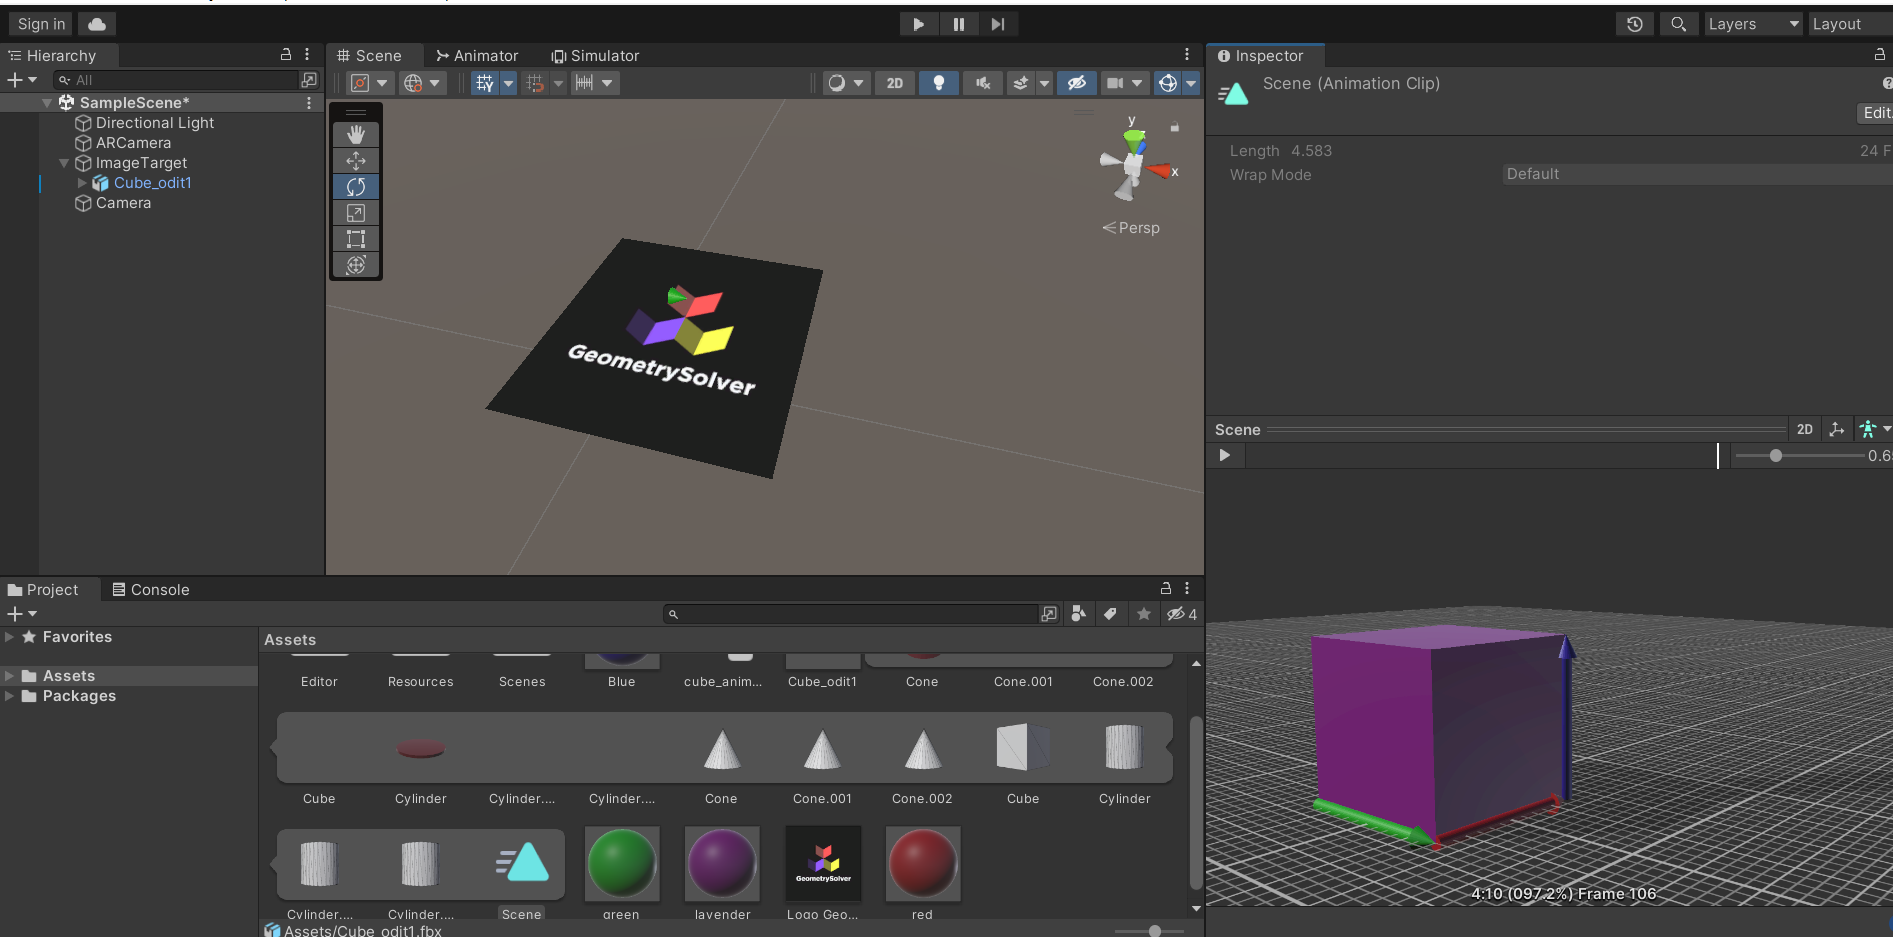 Sign in
Layers
Layout
Hierarchy
All
SampleScene*
Directional Light
ARCamera
ImageTarget
Cube_odit1
Camera
Scene
Animator
Simulator
2D
y
x
Persp
GeometrySolver
Inspector
Scene (Animation Clip)
Edit.
Length 4.583
24 F
Wrap Mode
Default
Scene
2D
0.6
4:10 (097.2%) Frame 106
Project
Console
4
Favorites
Assets
Packages
Assets
Editor
Resources
Scenes
Blue
cube_anim...
Cube_odit1
Cone
Cone.001
Cone.002
Cube
Cylinder
Cylinder....
Cylinder....
Cone
Cone.001
Cone.002
Cube
Cylinder
GeometrySolver
Cylinder....
Cylinder....
Scene
green
lavender
Logo Geo...
red
Assets/Cube_odit1.fbx